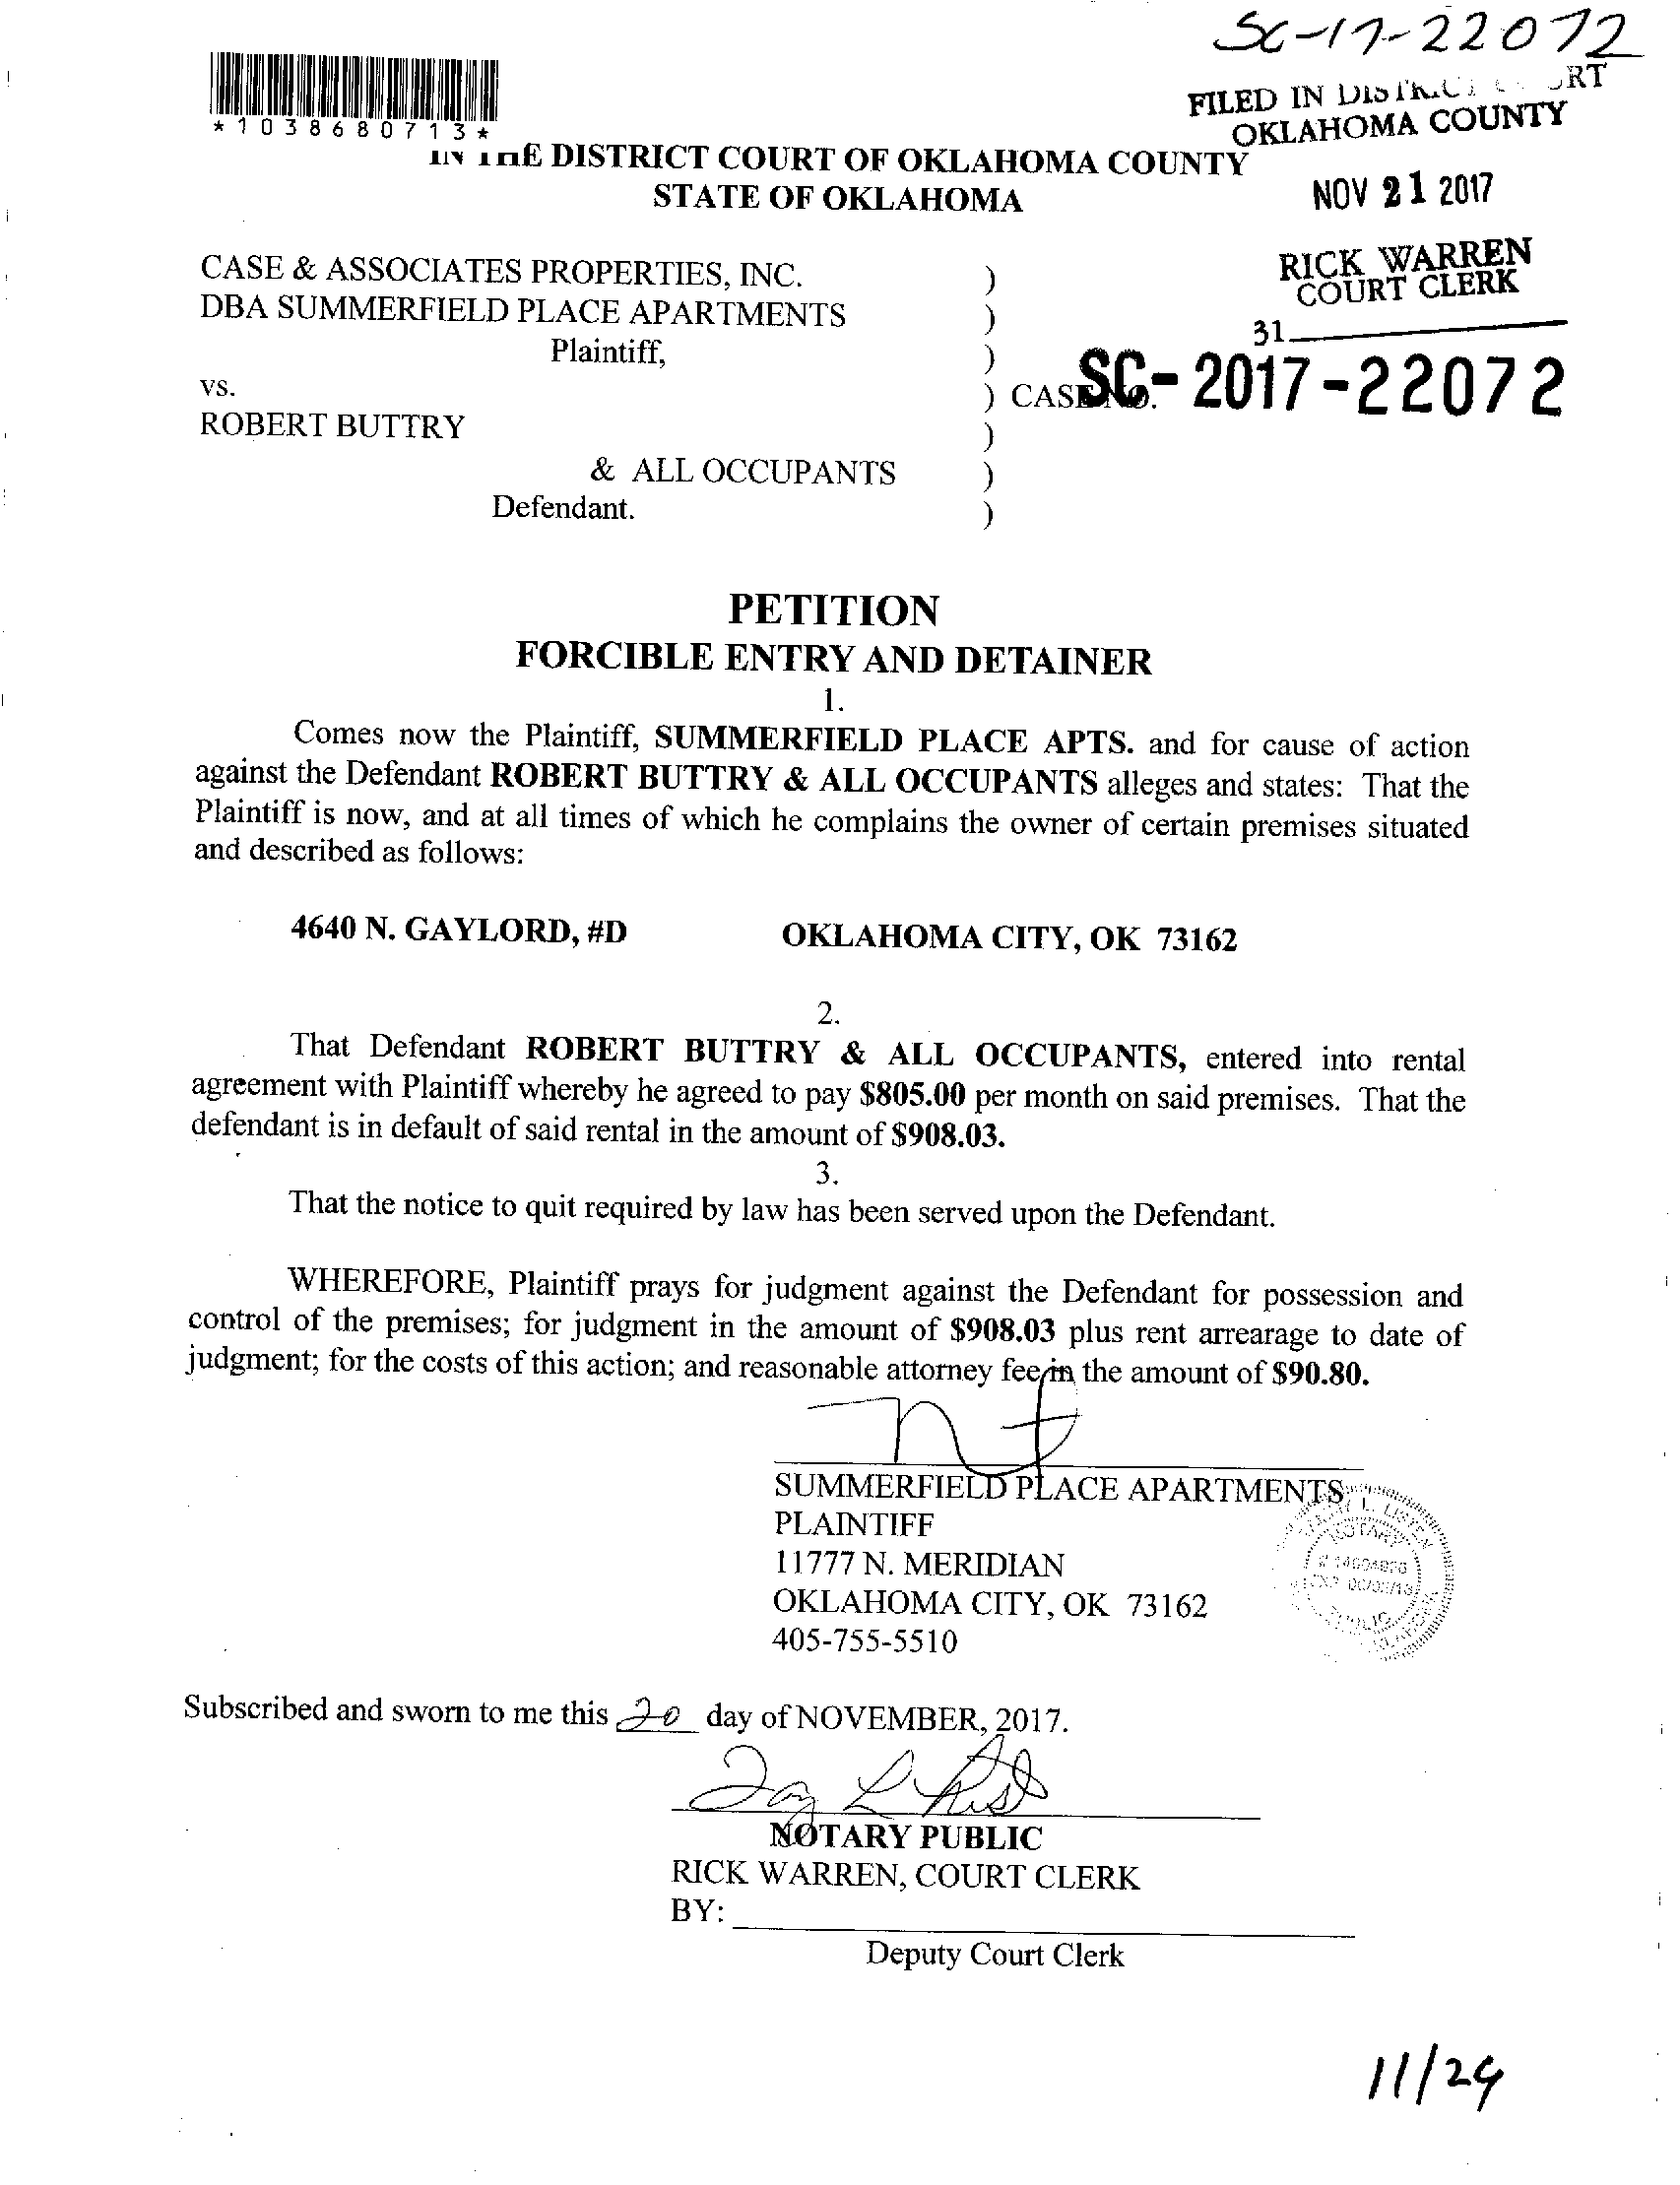 SC-17-22072
FILED IN DISTRICT COURT
OKLAHOMA COUNTY
*1038680713*
IN THE DISTRICT COURT OF OKLAHOMA COUNTY
STATE OF OKLAHOMA
NOV 21 2017
RICK WARREN
COURT CLERK
31
CASE & ASSOCIATES PROPERTIES, INC. )
DBA SUMMERFIELD PLACE APARTMENTS )
Plaintiff, )
vs. ) CASE NO. SC-2017-22072
ROBERT BUTTRY )
& ALL OCCUPANTS )
Defendant. )
PETITION
FORCIBLE ENTRY AND DETAINER
1.
Comes now the Plaintiff, SUMMERFIELD PLACE APTS. and for cause of action
against the Defendant ROBERT BUTTRY & ALL OCCUPANTS alleges and states: That the
Plaintiff is now, and at all times of which he complains the owner of certain premises situated
and described as follows:
4640 N. GAYLORD, #D OKLAHOMA CITY, OK 73162
2.
That Defendant ROBERT BUTTRY & ALL OCCUPANTS, entered into rental
agreement with Plaintiff whereby he agreed to pay $805.00 per month on said premises. That the
defendant is in default of said rental in the amount of $908.03.
3.
That the notice to quit required by law has been served upon the Defendant.
WHEREFORE, Plaintiff prays for judgment against the Defendant for possession and
control of the premises; for judgment in the amount of $908.03 plus rent arrearage to date of
judgment; for the costs of this action; and reasonable attorney fee in the amount of $90.80.
SUMMERFIELD PLACE APARTMENTS
PLAINTIFF
11777 N. MERIDIAN
OKLAHOMA CITY, OK 73162
405-755-5510
NOTARY
Subscribed and sworn to me this 20 day of NOVEMBER, 2017.
NOTARY PUBLIC
RICK WARREN, COURT CLERK
BY:
Deputy Court Clerk
11/29